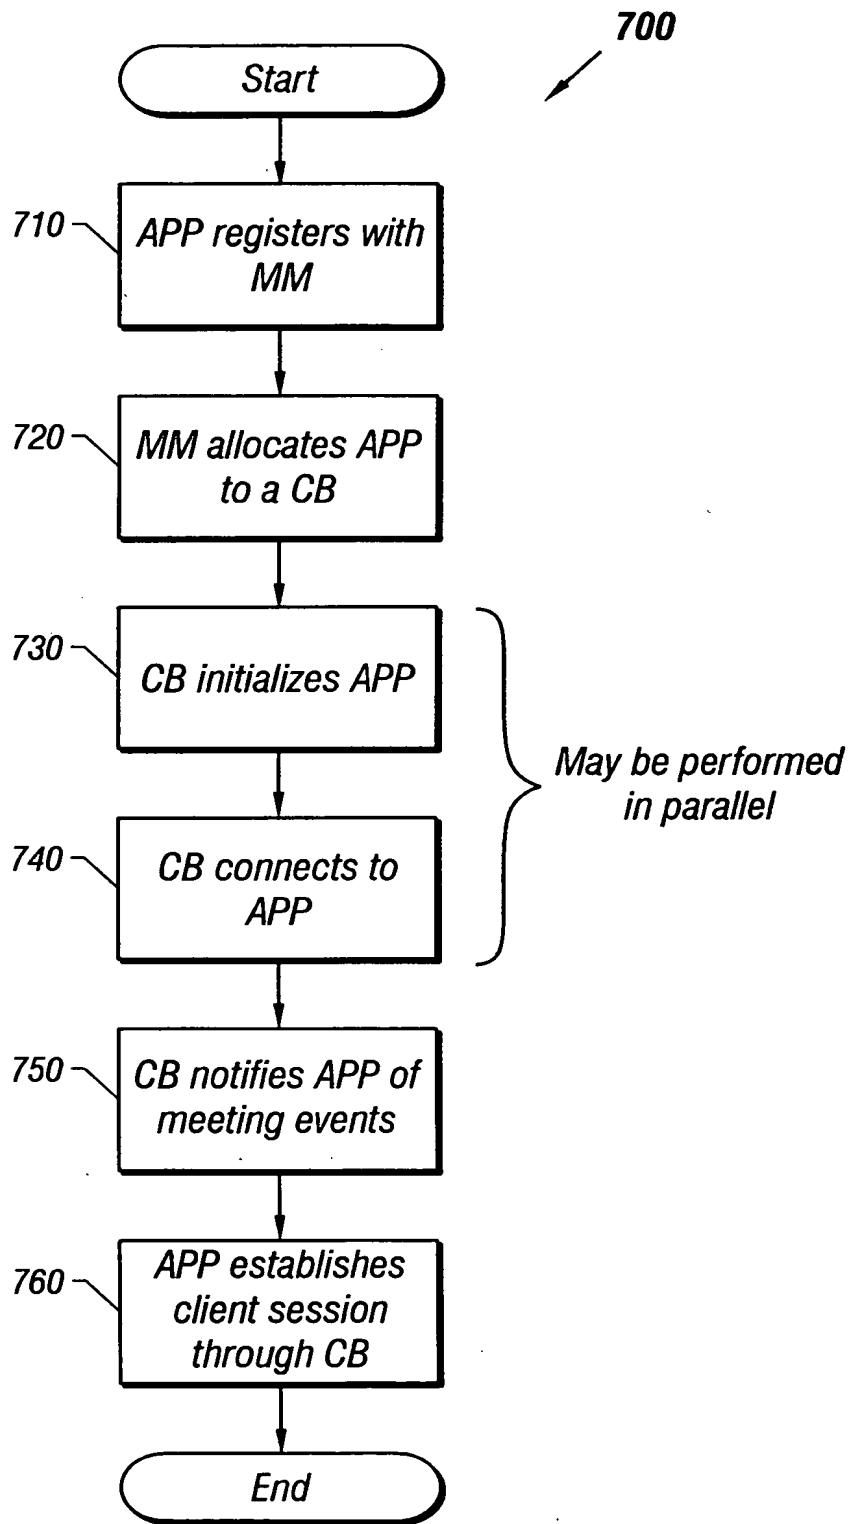 700
Start
710
APP registers with
MM
720
MM allocates APP
to a CB
730
CB initializes APP
May be performed
in parallel
740
CB connects to
APP
750
CB notifies APP of
meeting events
760
APP establishes
client session
through CB
End